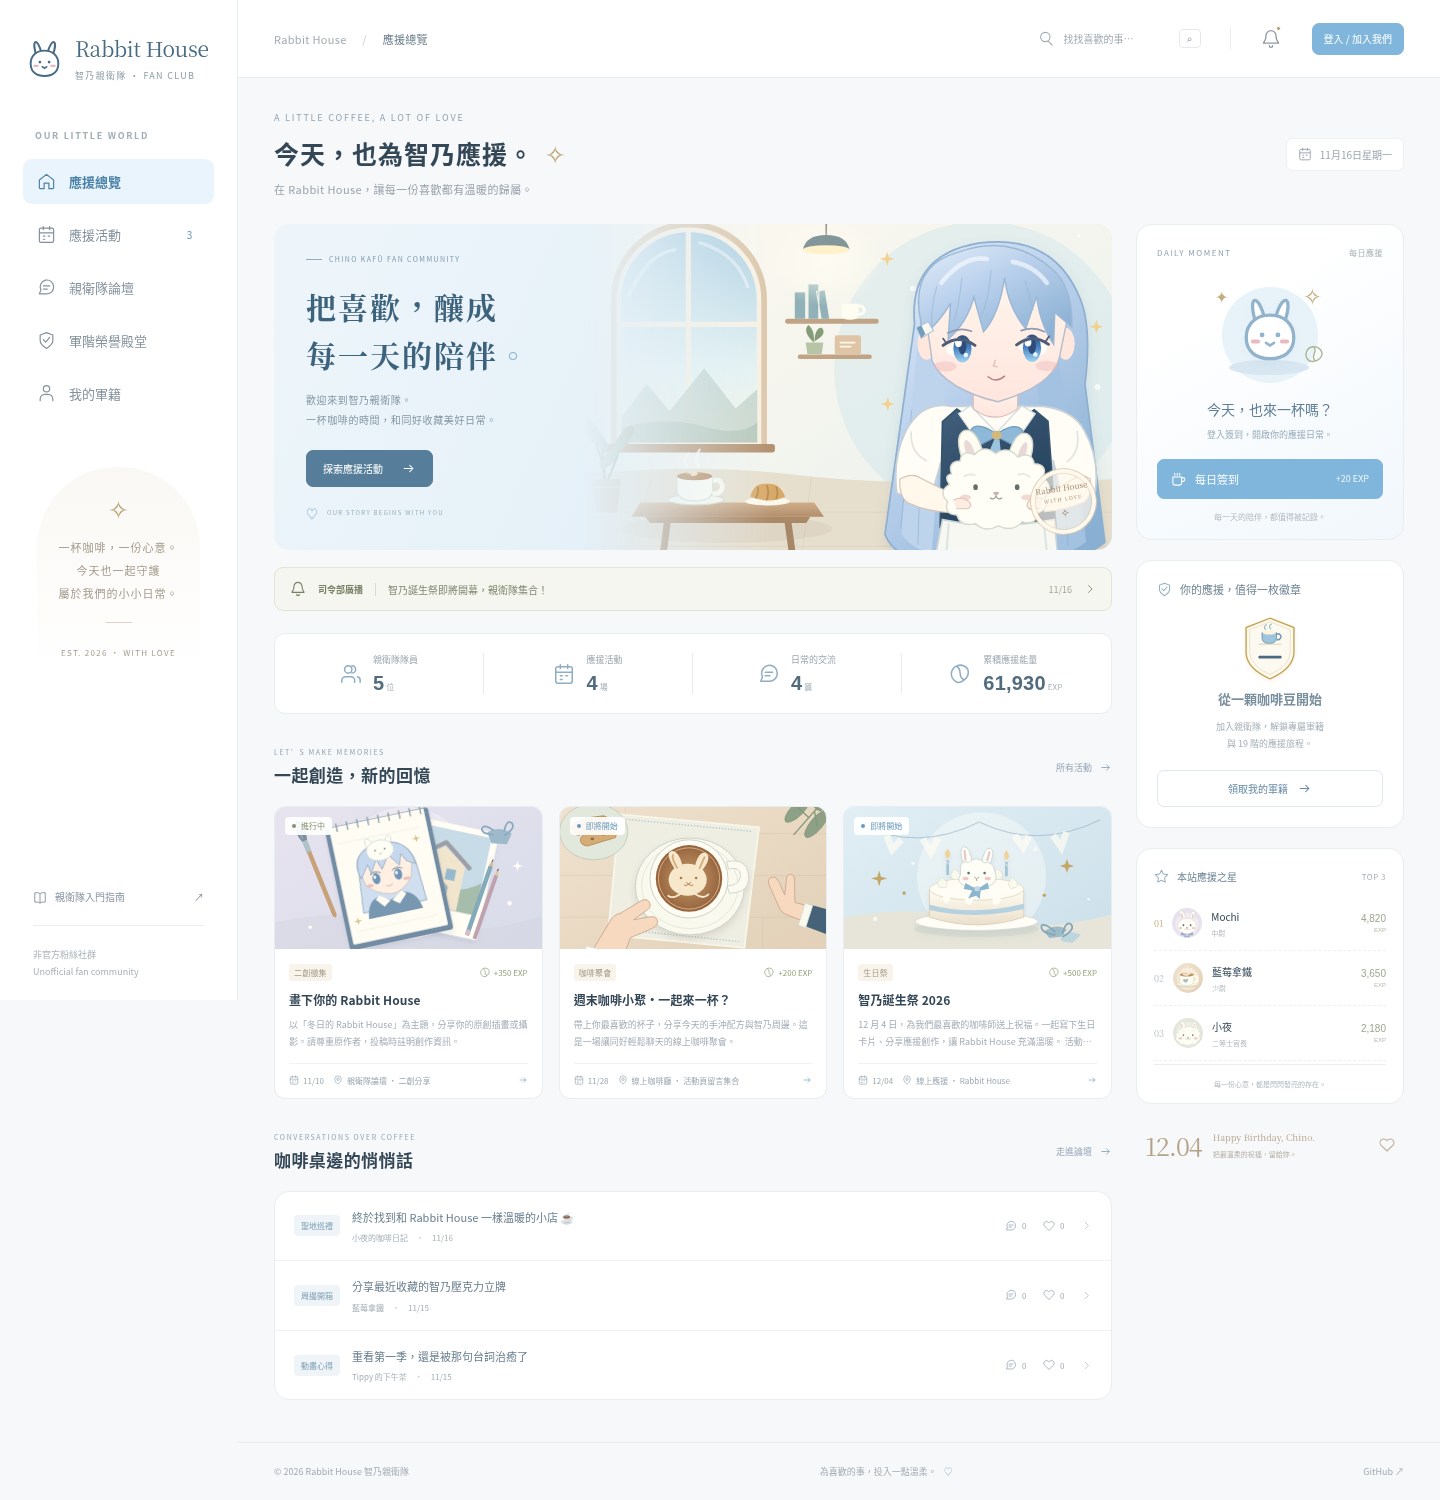 Rabbit House
智乃親衛隊 • FAN CLUB
OUR LITTLE WORLD
應援總覽
應援活動 3
親衛隊論壇
軍階榮譽殿堂
我的軍籍
一杯咖啡，一份心意。
今天也一起守護
屬於我們的小小日常。
EST. 2026 • WITH LOVE
親衛隊入門指南 ↗
非官方粉絲社群
Unofficial fan community
Rabbit House / 應援總覽
找找喜歡的事…
登入 / 加入我們
A LITTLE COFFEE, A LOT OF LOVE
今天，也為智乃應援。
在 Rabbit House，讓每一份喜歡都有溫暖的歸屬。
11月16日星期一
CHINO KAFŪ FAN COMMUNITY
把喜歡，釀成
每一天的陪伴。
歡迎來到智乃親衛隊。
一杯咖啡的時間，和同好收藏美好日常。
探索應援活動 →
OUR STORY BEGINS WITH YOU
Rabbit House
WITH LOVE
司令部廣播 智乃誕生祭即將開幕，親衛隊集合！ 11/16
親衛隊隊員
5 位
應援活動
4 場
日常的交流
4 篇
累積應援能量
61,930 EXP
LET'S MAKE MEMORIES
一起創造，新的回憶
所有活動 →
進行中
二創徵集 +350 EXP
畫下你的 Rabbit House
以「冬日的 Rabbit House」為主題，分享你的原創插畫或攝
影。請尊重原作者，投稿時註明創作資訊。
11/10 親衛隊論壇 • 二創分享 →
即將開始
咖啡聚會 +200 EXP
週末咖啡小聚・一起來一杯？
帶上你最喜歡的杯子，分享今天的手沖配方與智乃周邊。這
是一場讓同好輕鬆聊天的線上咖啡聚會。
11/28 線上咖啡廳 • 活動頁留言集合 →
即將開始
生日祭 +500 EXP
智乃誕生祭 2026
12 月 4 日，為我們最喜歡的咖啡師送上祝福。一起寫下生日
卡片、分享應援創作，讓 Rabbit House 充滿溫暖。 活動…
12/04 線上應援 • Rabbit House →
CONVERSATIONS OVER COFFEE
咖啡桌邊的悄悄話
走進論壇 →
聖地巡禮
終於找到和 Rabbit House 一樣溫暖的小店 ☕
小夜的咖啡日記 · 11/16
0 0
周邊開箱
分享最近收藏的智乃壓克力立牌
藍莓拿鐵 · 11/15
0 0
動畫心得
重看第一季，還是被那句台詞治癒了
Tippy 的下午茶 · 11/15
0 0
DAILY MOMENT 每日應援
今天，也來一杯嗎？
登入簽到，開啟你的應援日常。
每日簽到 +20 EXP
每一天的陪伴，都值得被記錄。
你的應援，值得一枚徽章
從一顆咖啡豆開始
加入親衛隊，解鎖專屬軍籍
與 19 階的應援旅程。
領取我的軍籍 →
本站應援之星 TOP 3
01 Mochi 4,820
中尉 EXP
02 藍莓拿鐵 3,650
少尉 EXP
03 小夜 2,180
二等士官長 EXP
每一份心意，都是閃閃發亮的存在。
12.04
Happy Birthday, Chino.
把最溫柔的祝福，留給妳。
© 2026 Rabbit House 智乃親衛隊
為喜歡的事，投入一點溫柔。 ♡
GitHub ↗